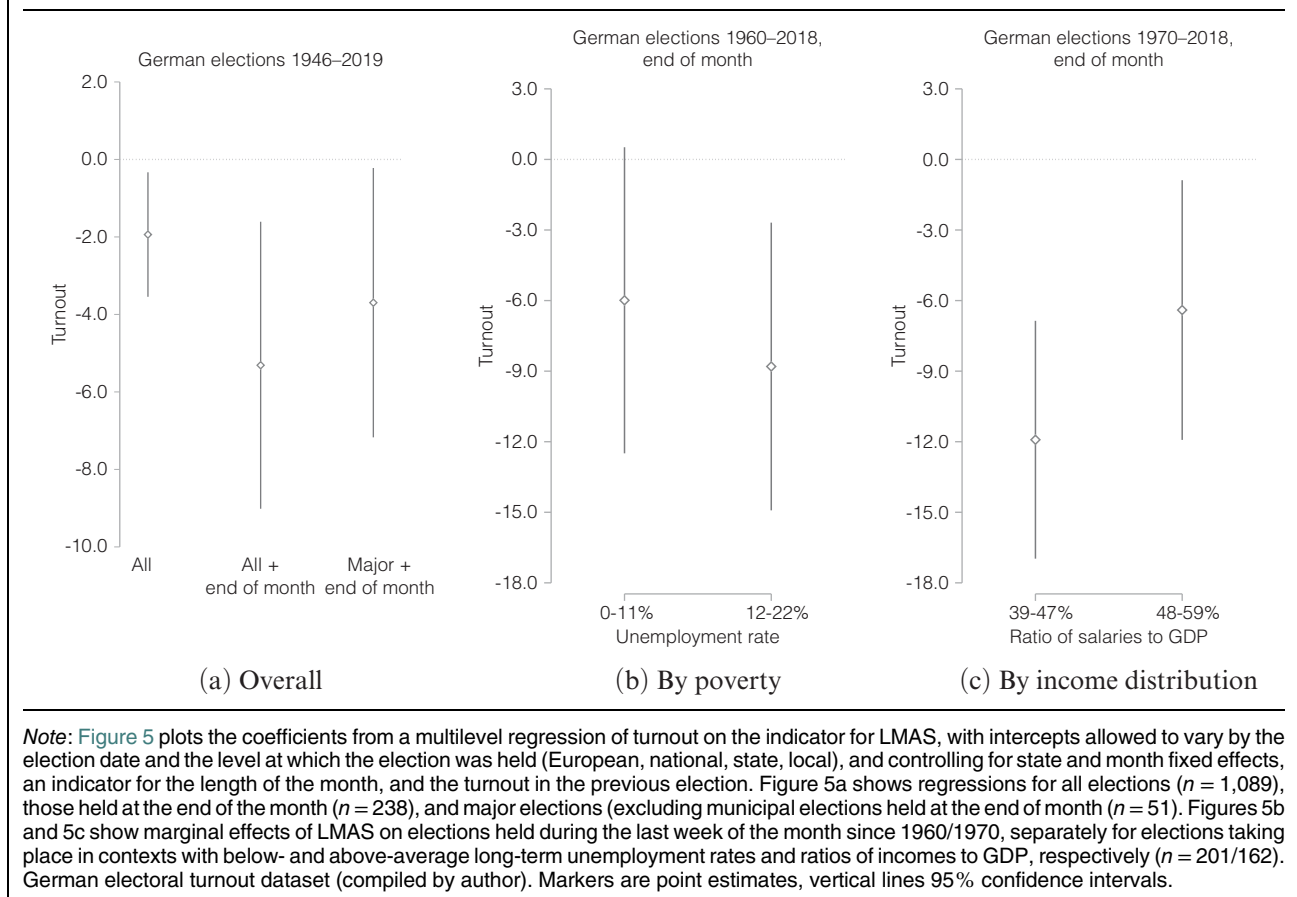 German elections 1946–2019
2.0
0.0
-2.0
-4.0
-6.0
-8.0
-10.0
Turnout
All
All +
end of month
Major +
end of month
(a) Overall
German elections 1960–2018,
end of month
3.0
0.0
-3.0
-6.0
-9.0
-12.0
-15.0
-18.0
Turnout
0-11%
12-22%
Unemployment rate
(b) By poverty
German elections 1970–2018,
end of month
3.0
0.0
-3.0
-6.0
-9.0
-12.0
-15.0
-18.0
Turnout
39-47%
48-59%
Ratio of salaries to GDP
(c) By income distribution
Note: Figure 5 plots the coefficients from a multilevel regression of turnout on the indicator for LMAS, with intercepts allowed to vary by the
election date and the level at which the election was held (European, national, state, local), and controlling for state and month fixed effects,
an indicator for the length of the month, and the turnout in the previous election. Figure 5a shows regressions for all elections (n = 1,089),
those held at the end of the month (n = 238), and major elections (excluding municipal elections held at the end of month (n = 51). Figures 5b
and 5c show marginal effects of LMAS on elections held during the last week of the month since 1960/1970, separately for elections taking
place in contexts with below- and above-average long-term unemployment rates and ratios of incomes to GDP, respectively (n = 201/162).
German electoral turnout dataset (compiled by author). Markers are point estimates, vertical lines 95% confidence intervals.